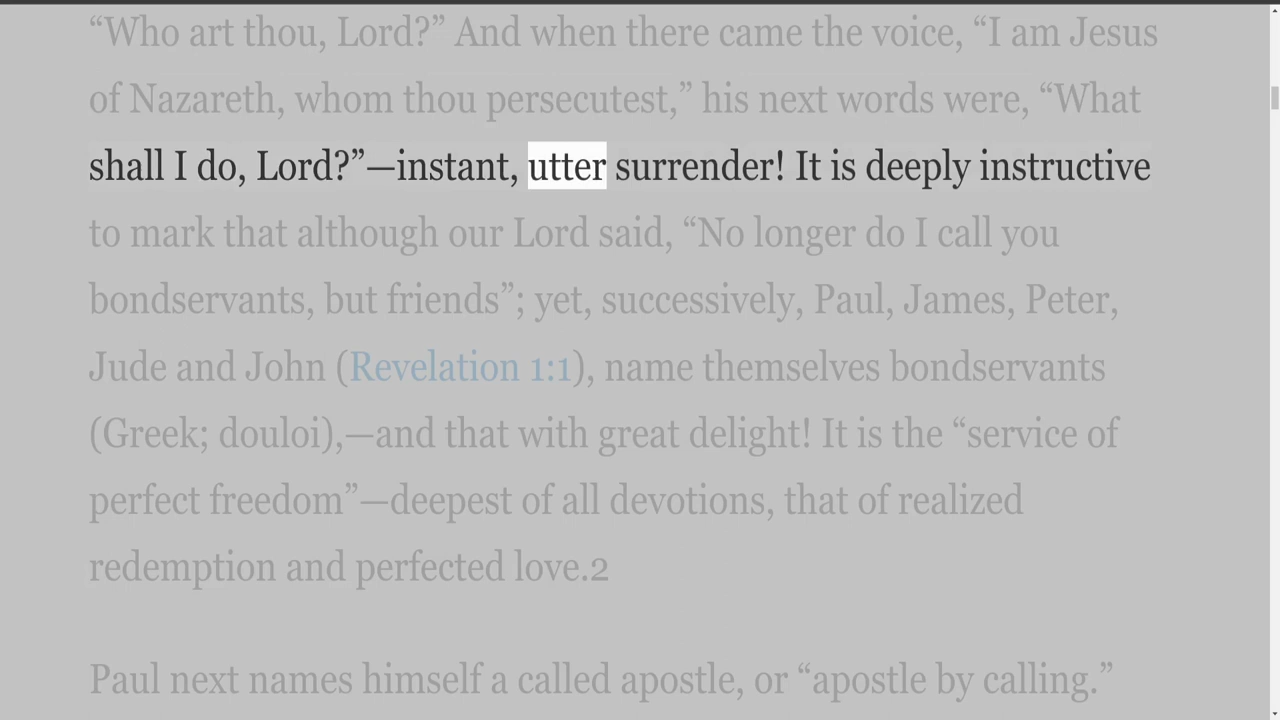 “Who art thou, Lord?” And when there came the voice, “I am Jesus
of Nazareth, whom thou persecutest,” his next words were, “What
shall I do, Lord?”—instant, utter surrender! It is deeply instructive
to mark that although our Lord said, “No longer do I call you
bondservants, but friends”; yet, successively, Paul, James, Peter,
Jude and John (Revelation 1:1), name themselves bondservants
(Greek; douloi),—and that with great delight! It is the “service of
perfect freedom”—deepest of all devotions, that of realized
redemption and perfected love.2
Paul next names himself a called apostle, or “apostle by calling.”